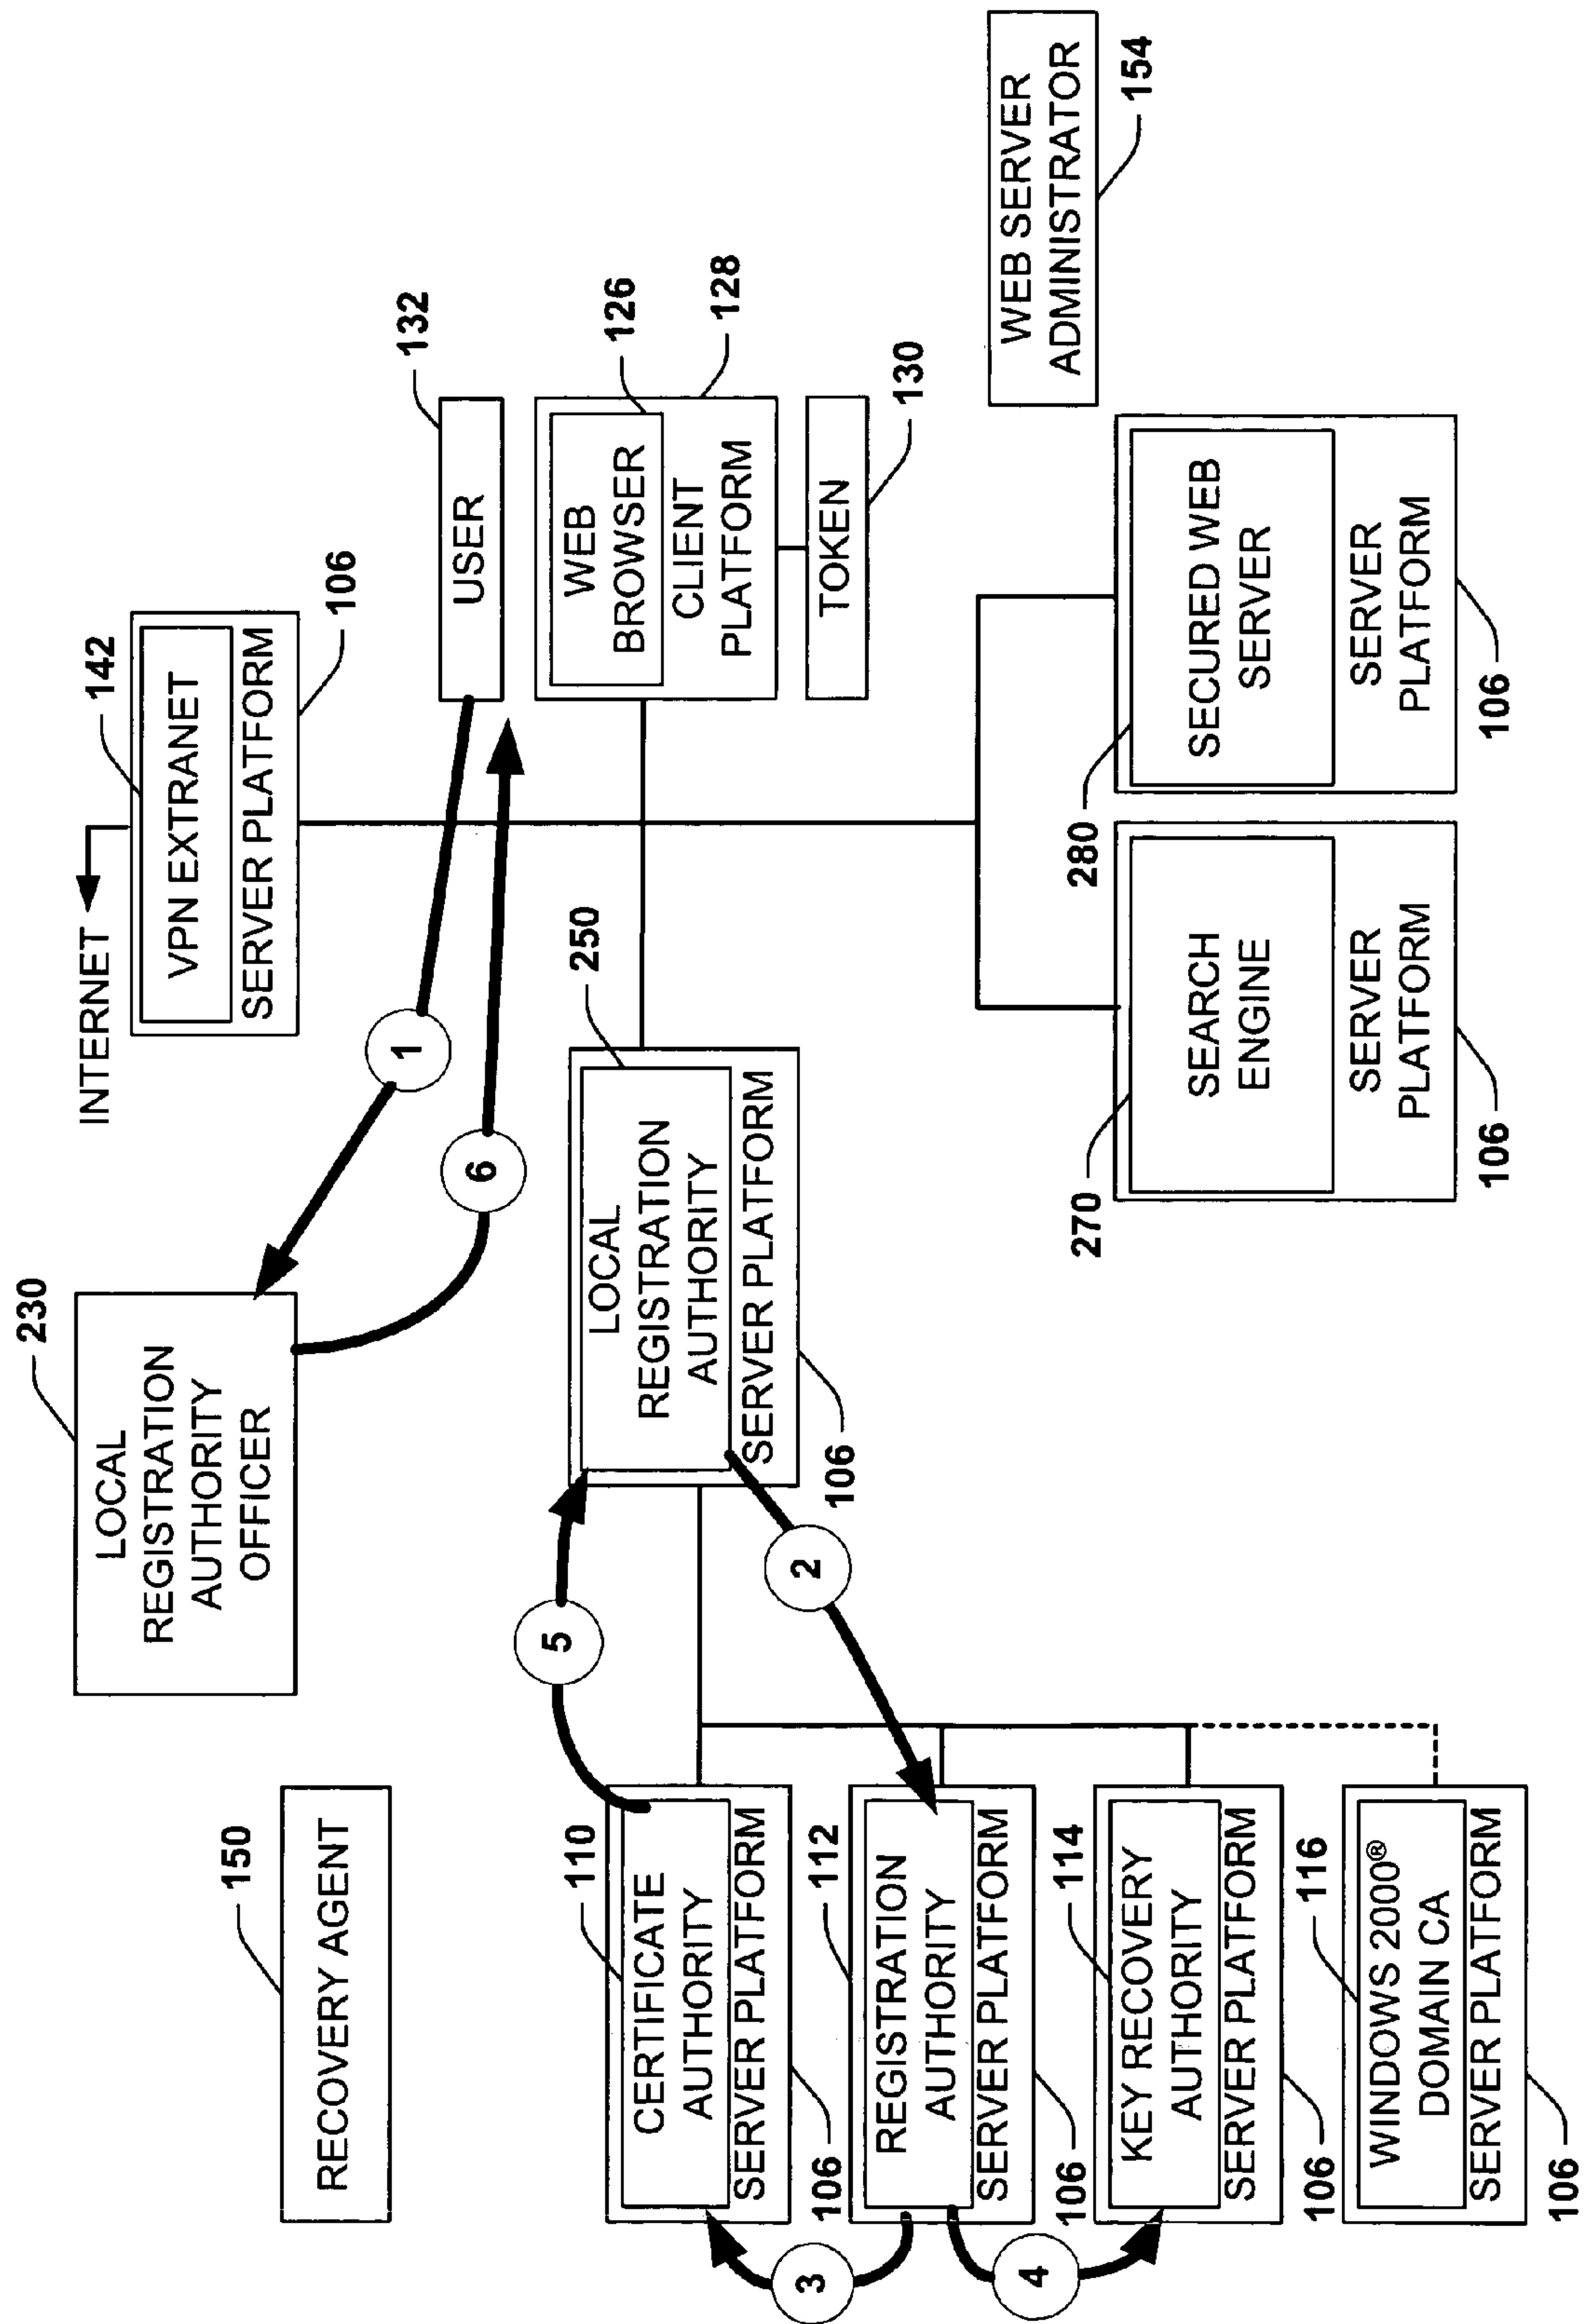 INTERNET
142
VPN EXTRANET
SERVER PLATFORM
106
230
LOCAL
REGISTRATION
AUTHORITY
OFFICER
150
RECOVERY AGENT
1
6
132
USER
126
128
WEB
BROWSER
CLIENT
PLATFORM
TOKEN
130
250
LOCAL
REGISTRATION
AUTHORITY
SERVER PLATFORM
106
5
2
110
CERTIFICATE
AUTHORITY
SERVER PLATFORM
106
112
REGISTRATION
AUTHORITY
SERVER PLATFORM
106
114
KEY RECOVERY
AUTHORITY
SERVER PLATFORM
106
116
WINDOWS 2000®
DOMAIN CA
SERVER PLATFORM
106
3
4
270
SEARCH
ENGINE
SERVER
PLATFORM
106
280
SECURED WEB
SERVER
SERVER
PLATFORM
106
WEB SERVER
ADMINISTRATOR
154